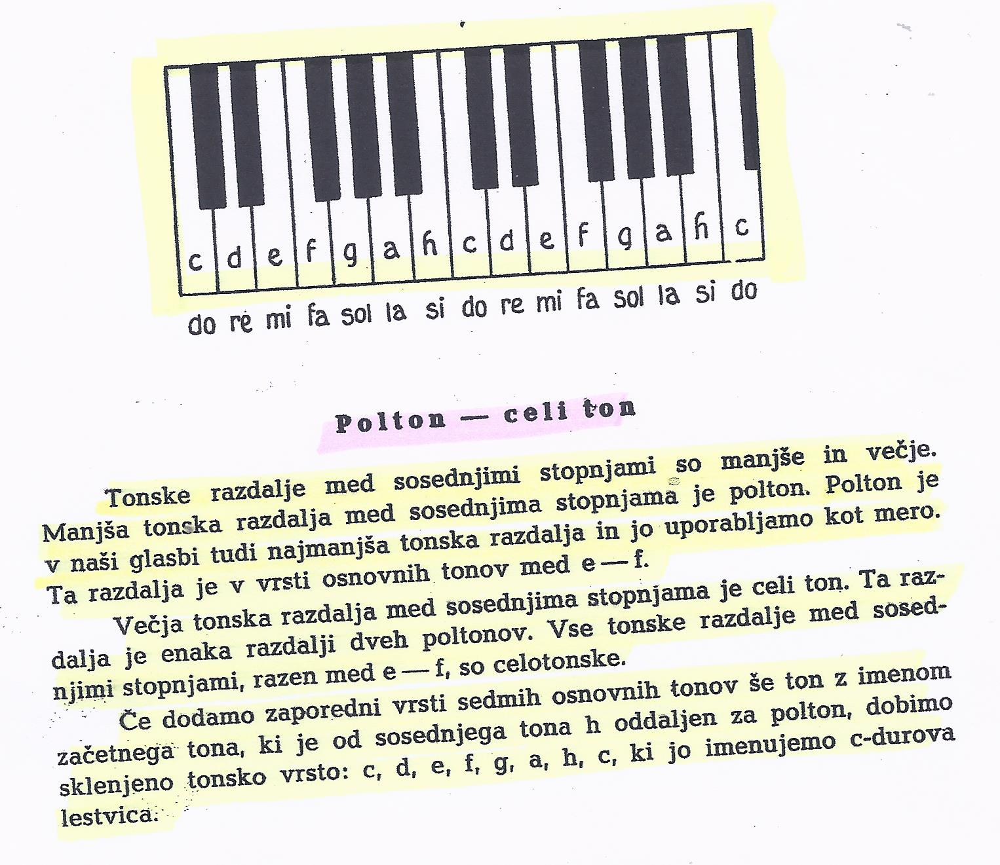 c d e f g a h c d e f g a h c
do re mi fa sol la si do re mi fa sol la si do
Polton — celi ton
Tonske razdalje med sosednjimi stopnjami so manjše in večje.
Manjša tonska razdalja med sosednjima stopnjama je polton. Polton je
v naši glasbi tudi najmanjša tonska razdalja in jo uporabljamo kot mero.
Ta razdalja je v vrsti osnovnih tonov med e — f.
Večja tonska razdalja med sosednjima stopnjama je celi ton. Ta raz-
dalja je enaka razdalji dveh poltonov. Vse tonske razdalje med sosed-
njimi stopnjami, razen med e — f, so celotonske.
Če dodamo zaporedni vrsti sedmih osnovnih tonov še ton z imenom
začetnega tona, ki je od sosednjega tona h oddaljen za polton, dobimo
sklenjeno tonsko vrsto: c, d, e, f, g, a, h, c, ki jo imenujemo c-durova
lestvica.